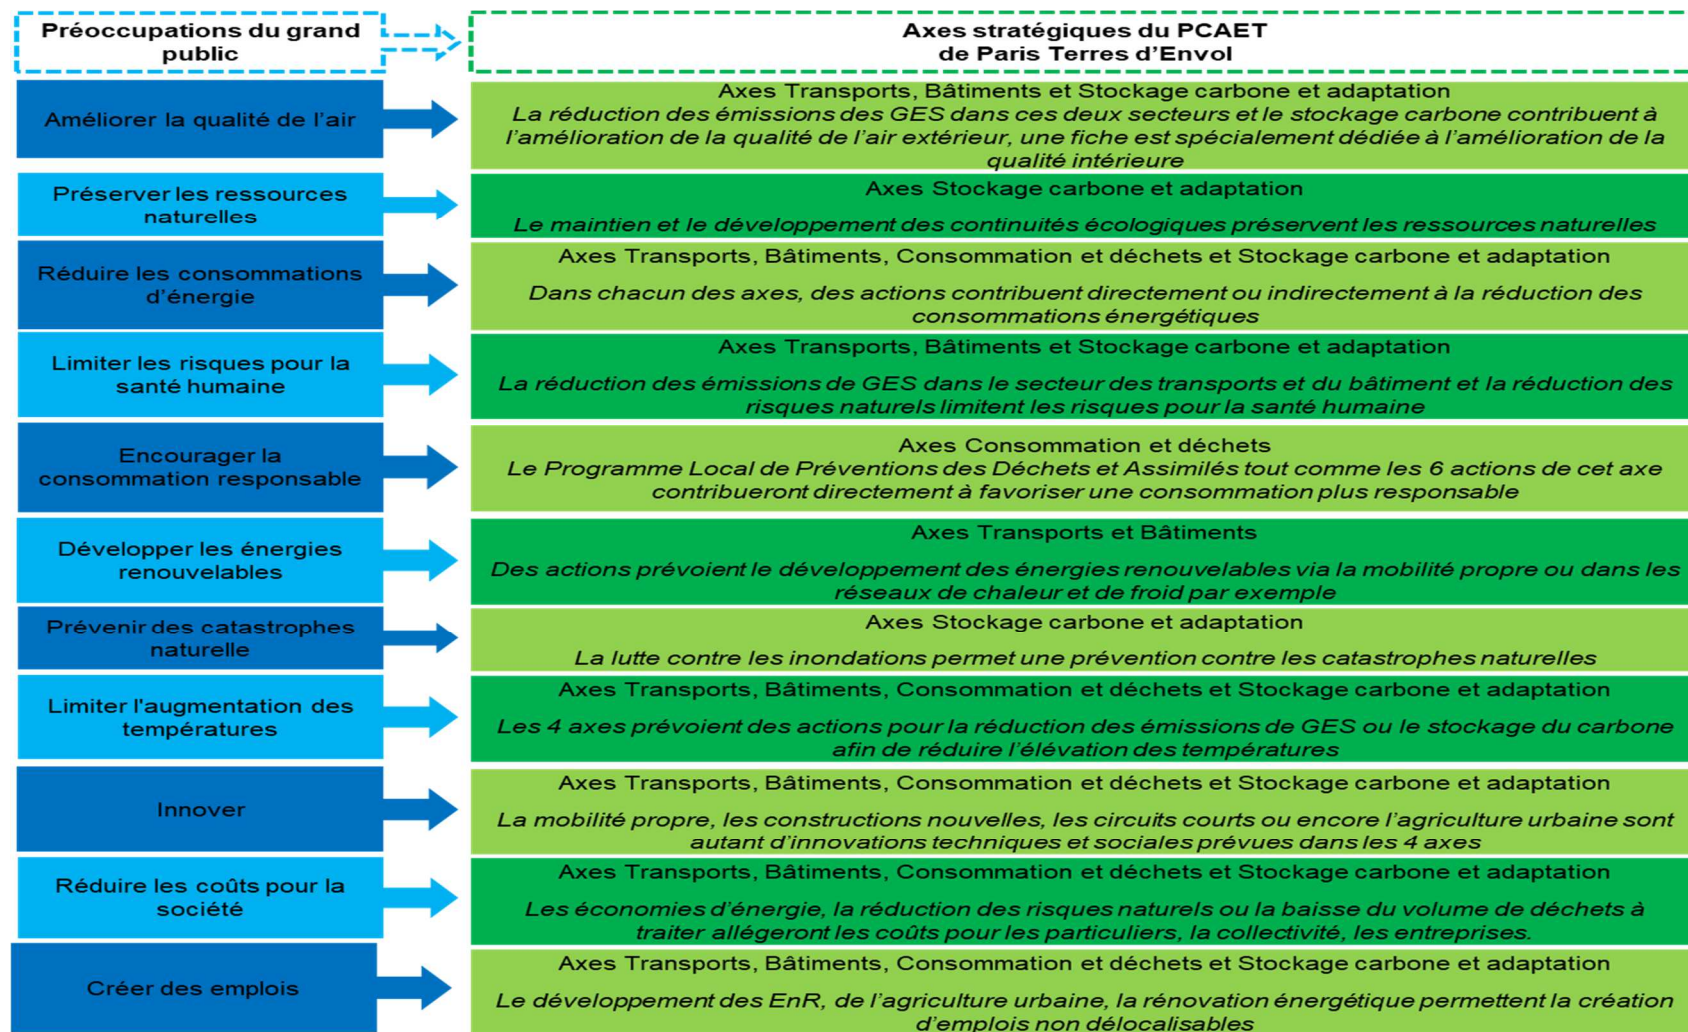 Préoccupations du grand
public
Axes stratégiques du PCAET
de Paris Terres d'Envol
Améliorer la qualité de l'air
Axes Transports, Bâtiments et Stockage carbone et adaptation
La réduction des émissions des GES dans ces deux secteurs et le stockage carbone contribuent à
l'amélioration de la qualité de l'air extérieur, une fiche est spécialement dédiée à l'amélioration de la
qualité intérieure
Préserver les ressources
naturelles
Axes Stockage carbone et adaptation
Le maintien et le développement des continuités écologiques préservent les ressources naturelles
Réduire les consommations
d'énergie
Axes Transports, Bâtiments, Consommation et déchets et Stockage carbone et adaptation
Dans chacun des axes, des actions contribuent directement ou indirectement à la réduction des
consommations énergétiques
Limiter les risques pour la
santé humaine
Axes Transports, Bâtiments et Stockage carbone et adaptation
La réduction des émissions de GES dans le secteur des transports et du bâtiment et la réduction des
risques naturels limitent les risques pour la santé humaine
Encourager la
consommation responsable
Axes Consommation et déchets
Le Programme Local de Préventions des Déchets et Assimilés tout comme les 6 actions de cet axe
contribueront directement à favoriser une consommation plus responsable
Développer les énergies
renouvelables
Axes Transports et Bâtiments
Des actions prévoient le développement des énergies renouvelables via la mobilité propre ou dans les
réseaux de chaleur et de froid par exemple
Prévenir des catastrophes
naturelle
Axes Stockage carbone et adaptation
La lutte contre les inondations permet une prévention contre les catastrophes naturelles
Limiter l'augmentation des
températures
Axes Transports, Bâtiments, Consommation et déchets et Stockage carbone et adaptation
Les 4 axes prévoient des actions pour la réduction des émissions de GES ou le stockage du carbone
afin de réduire l'élévation des températures
Innover
Axes Transports, Bâtiments, Consommation et déchets et Stockage carbone et adaptation
La mobilité propre, les constructions nouvelles, les circuits courts ou encore l'agriculture urbaine sont
autant d'innovations techniques et sociales prévues dans les 4 axes
Réduire les coûts pour la
société
Axes Transports, Bâtiments, Consommation et déchets et Stockage carbone et adaptation
Les économies d'énergie, la réduction des risques naturels ou la baisse du volume de déchets à
traiter allégeront les coûts pour les particuliers, la collectivité, les entreprises.
Créer des emplois
Axes Transports, Bâtiments, Consommation et déchets et Stockage carbone et adaptation
Le développement des EnR, de l'agriculture urbaine, la rénovation énergétique permettent la création
d'emplois non délocalisables